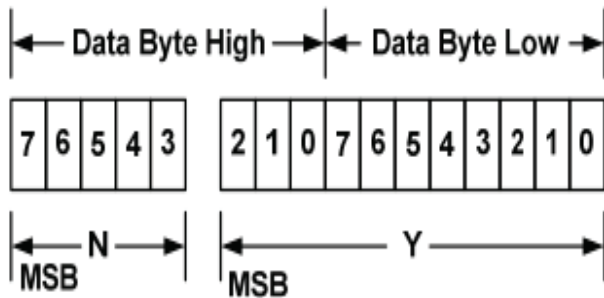 Data Byte High Data Byte Low
7 6 5 4 3 2 1 0 7 6 5 4 3 2 1 0
N Y
MSB MSB